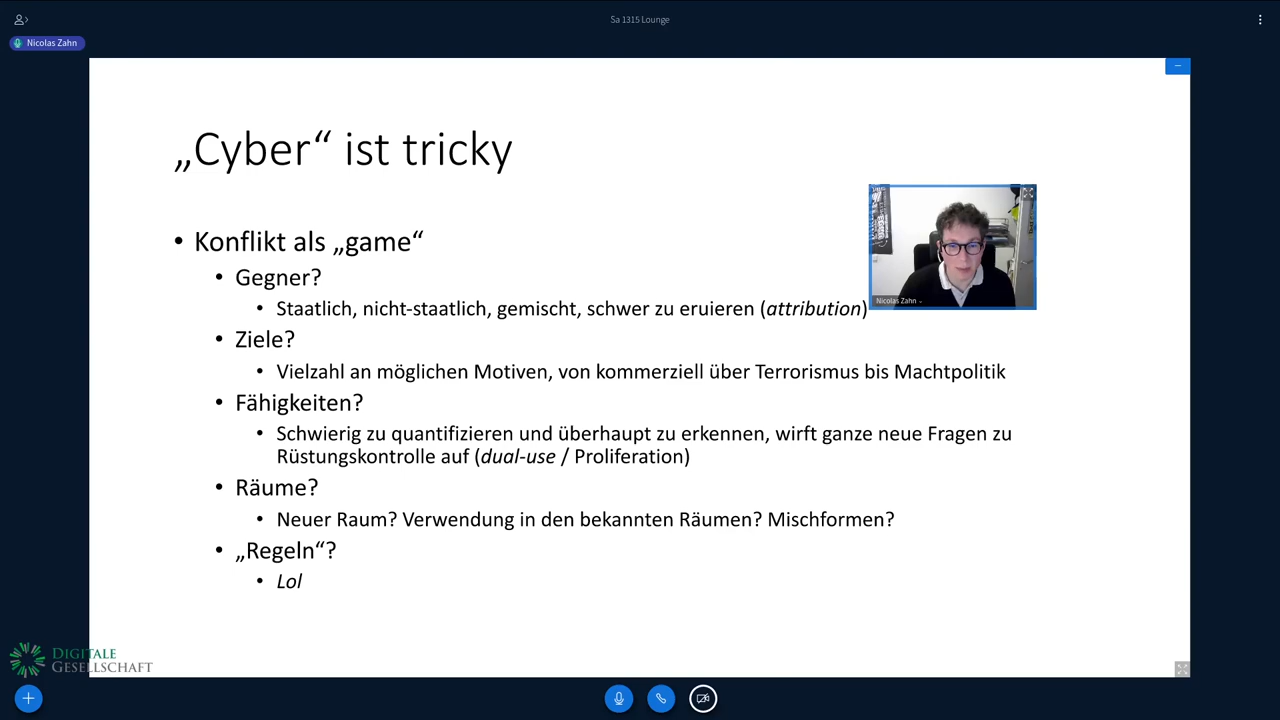 Sa 1315 Lounge
Nicolas Zahn
„Cyber“ ist tricky
• Konflikt als „game“
• Gegner?
• Staatlich, nicht-staatlich, gemischt, schwer zu eruieren (attribution)
• Ziele?
• Vielzahl an möglichen Motiven, von kommerziell über Terrorismus bis Machtpolitik
• Fähigkeiten?
• Schwierig zu quantifizieren und überhaupt zu erkennen, wirft ganze neue Fragen zu
Rüstungskontrolle auf (dual-use / Proliferation)
• Räume?
• Neuer Raum? Verwendung in den bekannten Räumen? Mischformen?
• „Regeln“?
• Lol
Nicolas Zahn
DIGITALE
GESELLSCHAFT